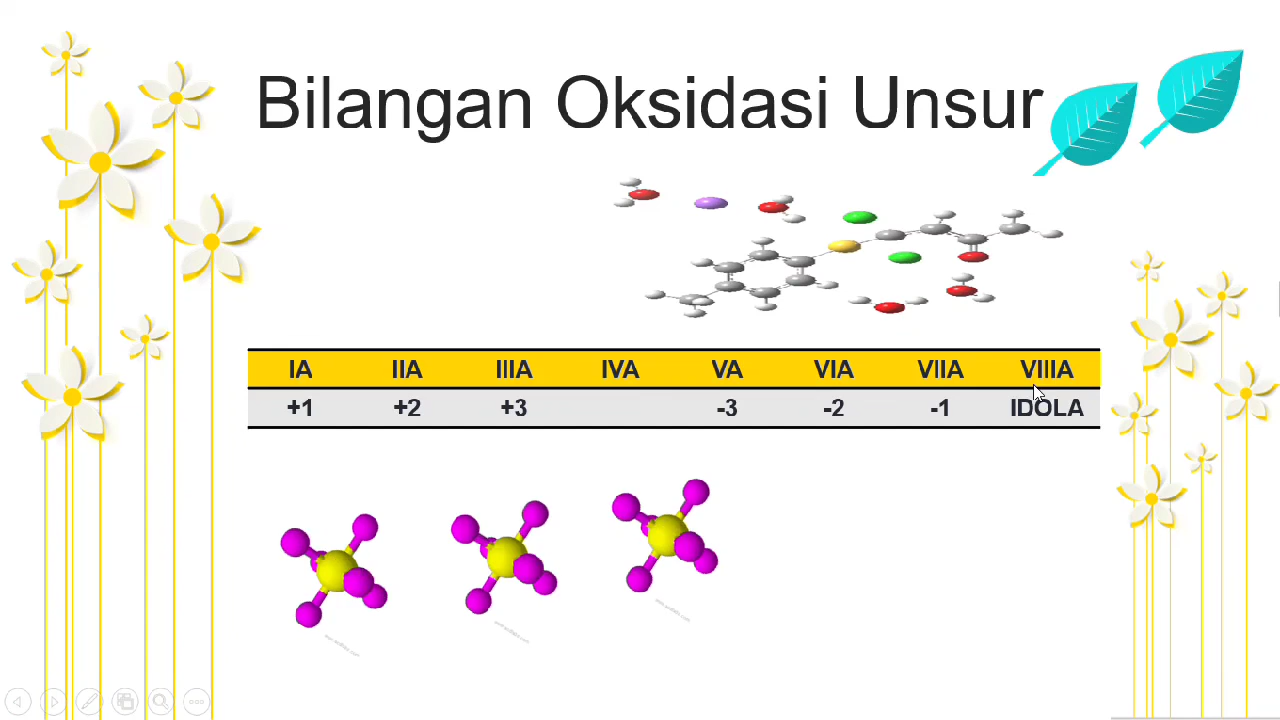 Bilangan Oksidasi Unsur
IA IIA IIIA IVA VA VIA VIIA VIIIA
+1 +2 +3 -3 -2 -1 IDOLA